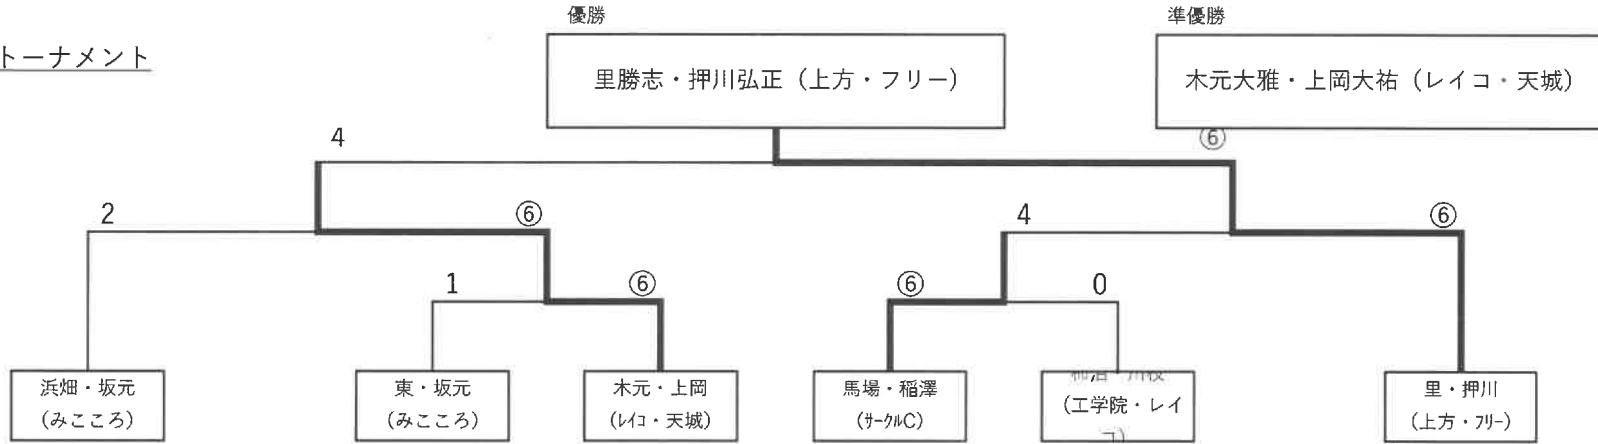 優勝
準優勝
トーナメント
里勝志・押川弘正（上方・フリー）
木元大雅・上岡大祐（レイコ・天城）
4
⑥
2
⑥
4
⑥
1
⑥
⑥
0
浜畑・坂元
（みこころ）
東・坂元
（みこころ）
木元・上岡
（ﾚｲｺ・天城）
馬場・稲澤
（ｻｰｸﾙC）
（工学院・レイ
コ）
里・押川
（上方・ﾌﾘｰ）